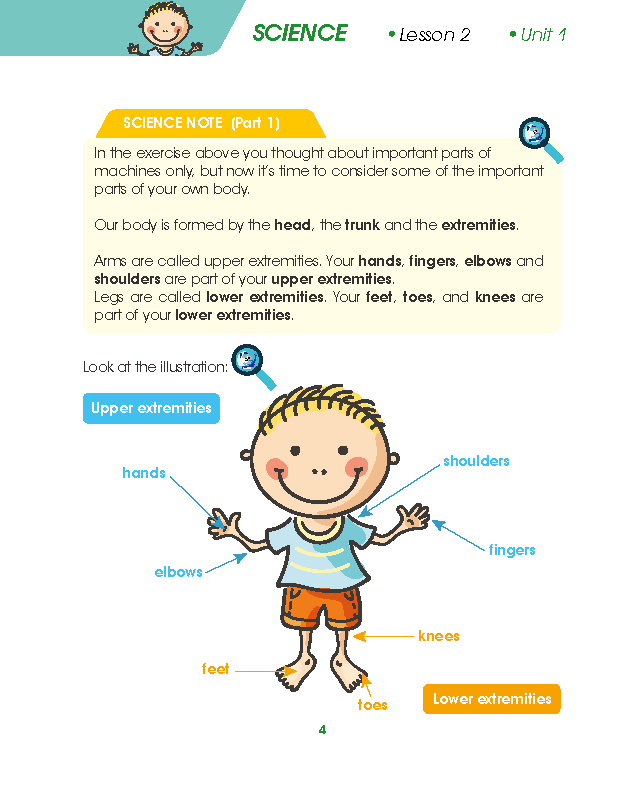 SCIENCE • Lesson 2 • Unit 1
SCIENCE NOTE (Part 1)
In the exercise above you thought about important parts of
machines only, but now it's time to consider some of the important
parts of your own body.
Our body is formed by the head, the trunk and the extremities.
Arms are called upper extremities. Your hands, fingers, elbows and
shoulders are part of your upper extremities.
Legs are called lower extremities. Your feet, toes, and knees are
part of your lower extremities.
Look at the illustration:
Upper extremities
shoulders
hands
fingers
elbows
knees
feet
Lower extremities
toes
4